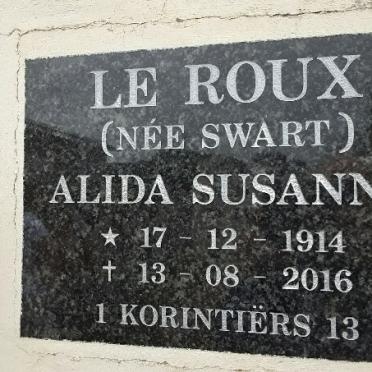 LE ROUX
(NÉE SWART)
ALIDA SUSANN
★ 17 - 12 - 1914
✝ 13 - 08 - 2016
1 KORINTIËRS 13